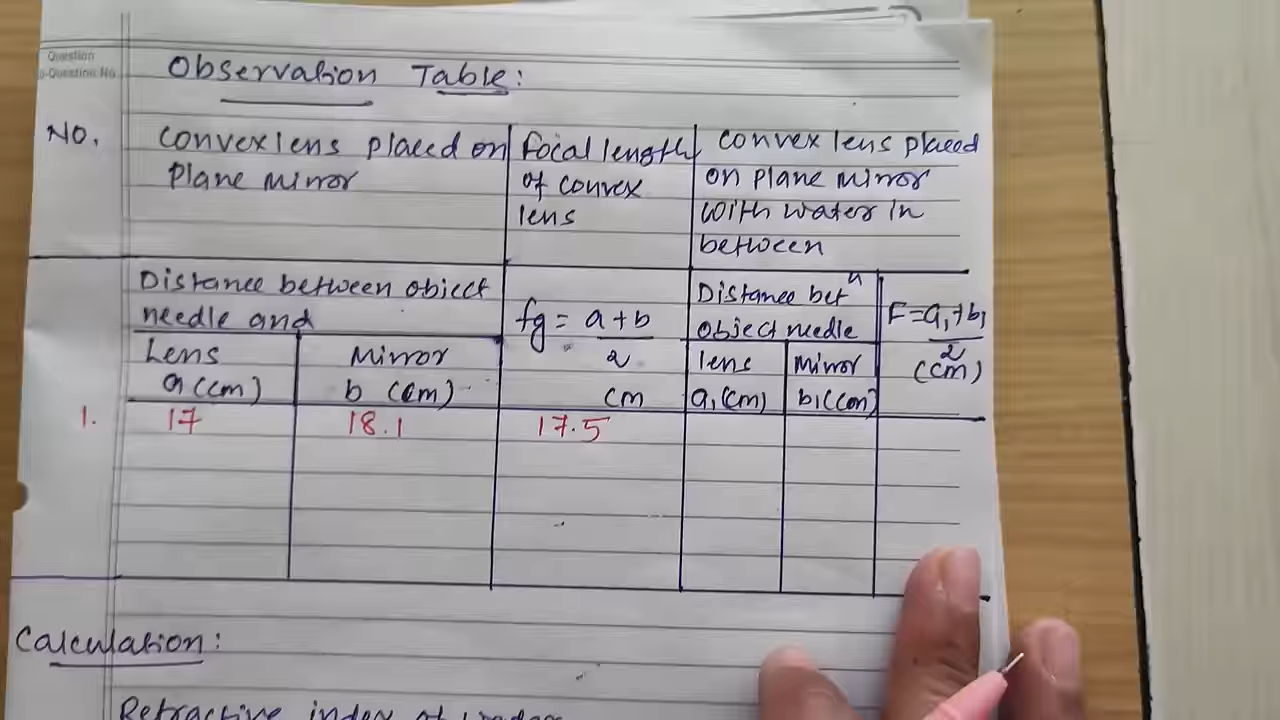 Question
Observation Table:
NO.
Convex lens placed on
Plane mirror
focal length
of convex
lens
convex lens placed
on plane mirror
with water in
between
Distance between object
needle and
Lens
a (cm)
Mirror
b (cm)
fg = a+b
2
cm
Distance bet n
object needle
lens
a1 (cm)
Mirror
b1 (cm)
F = a1+b1
2
(cm)
1. 17 18.1 17.5
Calculation:
Refractive index of